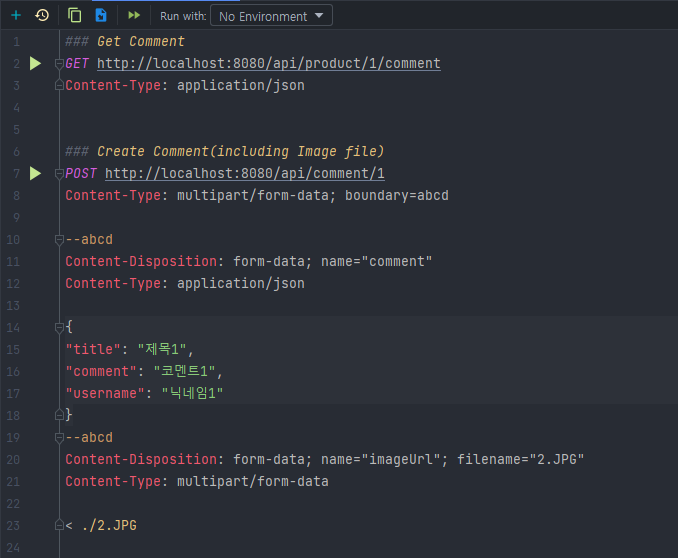 Run with: No Environment
1 ### Get Comment
2 GET http://localhost:8080/api/product/1/comment
3 Content-Type: application/json
4
5
6 ### Create Comment(including Image file)
7 POST http://localhost:8080/api/comment/1
8 Content-Type: multipart/form-data; boundary=abcd
9
10 --abcd
11 Content-Disposition: form-data; name="comment"
12 Content-Type: application/json
13
14 {
15 "title": "제목1",
16 "comment": "코멘트1",
17 "username": "닉네임1"
18 }
19 --abcd
20 Content-Disposition: form-data; name="imageUrl"; filename="2.JPG"
21 Content-Type: multipart/form-data
22
23 < ./2.JPG
24